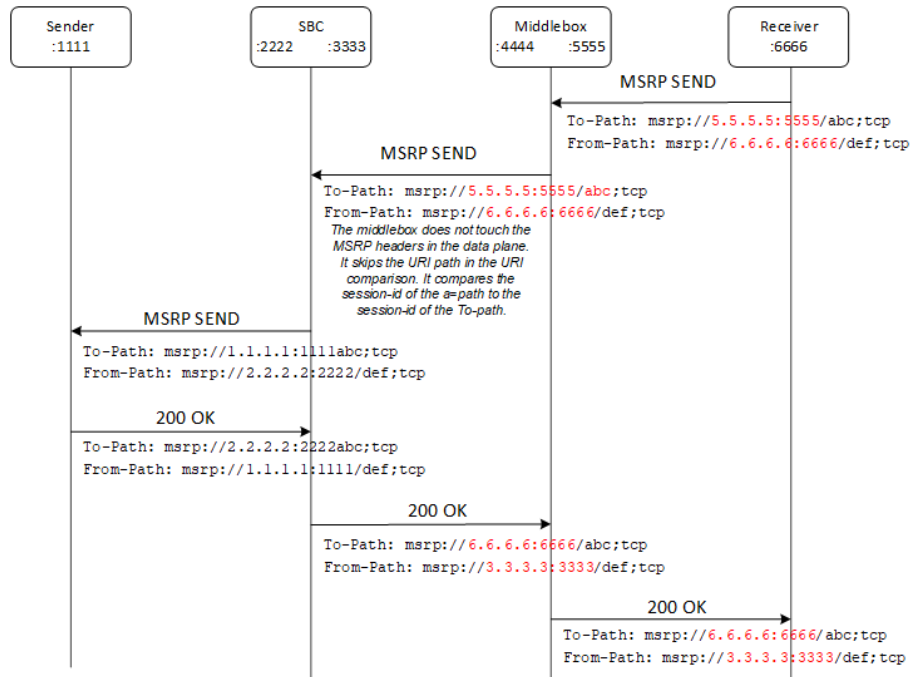 Sender
:1111
SBC
:2222 :3333
Middlebox
:4444 :5555
Receiver
:6666
MSRP SEND
To-Path: msrp://5.5.5.5:5555/abc;tcp
From-Path: msrp://6.6.6.6:6666/def;tcp
MSRP SEND
To-Path: msrp://5.5.5.5:5555/abc;tcp
From-Path: msrp://6.6.6.6:6666/def;tcp
The middlebox does not touch the
MSRP headers in the data plane.
It skips the URI path in the URI
comparison. It compares the
session-id of the a=path to the
session-id of the To-path.
MSRP SEND
To-Path: msrp://1.1.1.1:1111abc;tcp
From-Path: msrp://2.2.2.2:2222/def;tcp
200 OK
To-Path: msrp://2.2.2.2:2222abc;tcp
From-Path: msrp://1.1.1.1:1111/def;tcp
200 OK
To-Path: msrp://6.6.6.6:6666/abc;tcp
From-Path: msrp://3.3.3.3:3333/def;tcp
200 OK
To-Path: msrp://6.6.6.6:6666/abc;tcp
From-Path: msrp://3.3.3.3:3333/def;tcp